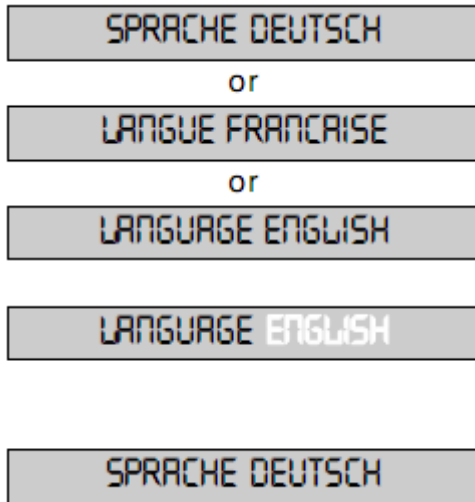 SPRACHE DEUTSCH
or
LANGUE FRANCAISE
or
LANGUAGE ENGLISH
LANGUAGE ENGLISH
SPRACHE DEUTSCH